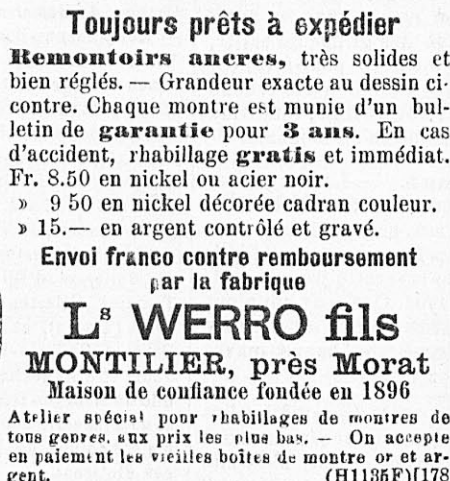 Toujours prêts à expédier
Remontoirs ancres, très solides et
bien réglés. — Grandeur exacte au dessin ci-
contre. Chaque montre est munie d'un bul-
letin de garantie pour 3 ans. En cas
d'accident, rhabillage gratis et immédiat.
Fr. 8.50 en nickel ou acier noir.
» 9 50 en nickel décorée cadran couleur.
» 15.— en argent contrôlé et gravé.
Envoi franco contre remboursement
par la fabrique
Lˢ WERRO fils
MONTILIER, près Morat
Maison de confiance fondée en 1896
Atelier spécial pour rhabillages de montres de
tous genres, aux prix les plus bas. — On accepte
en paiement les vieilles boîtes de montre or et ar-
gent. (H1135F)[178